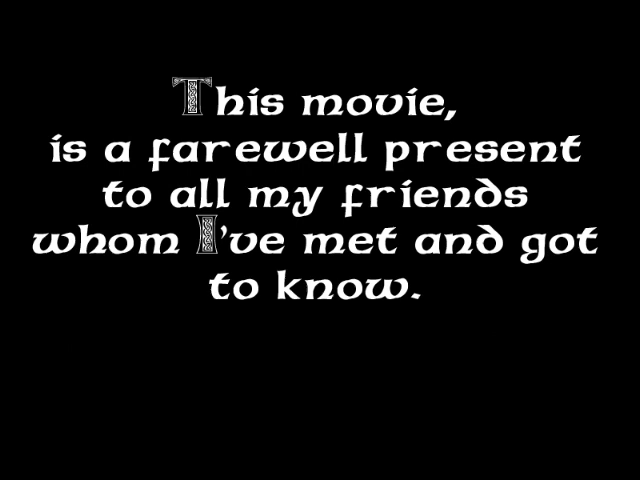 This movie,
is a farewell present
to all my friends
whom I've met and got
to know.